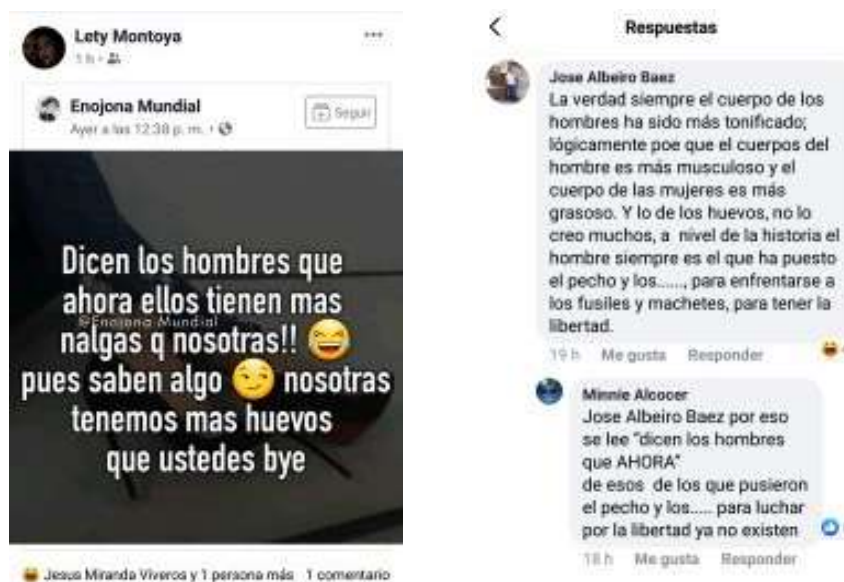 Lety Montoya
1 h
Enojona Mundial
Seguir
Ayer a las 12:38 p. m.
Dicen los hombres que
ahora ellos tienen mas
@Enojona Mundial
nalgas q nosotras!! 😂
pues saben algo 😏 nosotras
tenemos mas huevos
que ustedes bye
Jesus Miranda Viveros y 1 persona más 1 comentario
Respuestas
Jose Albeiro Baez
La verdad siempre el cuerpo de los
hombres ha sido más tonificado;
lógicamente poe que el cuerpos del
hombre es más musculoso y el
cuerpo de las mujeres es más
grasoso. Y lo de los huevos, no lo
creo muchos, a nivel de la historia el
hombre siempre es el que ha puesto
el pecho y los......, para enfrentarse a
los fusiles y machetes, para tener la
libertad.
19 h Me gusta Responder
Minnie Alcocer
Jose Albeiro Baez por eso
se lee "dicen los hombres
que AHORA"
de esos de los que pusieron
el pecho y los..... para luchar
por la libertad ya no existen
18 h Me gusta Responder